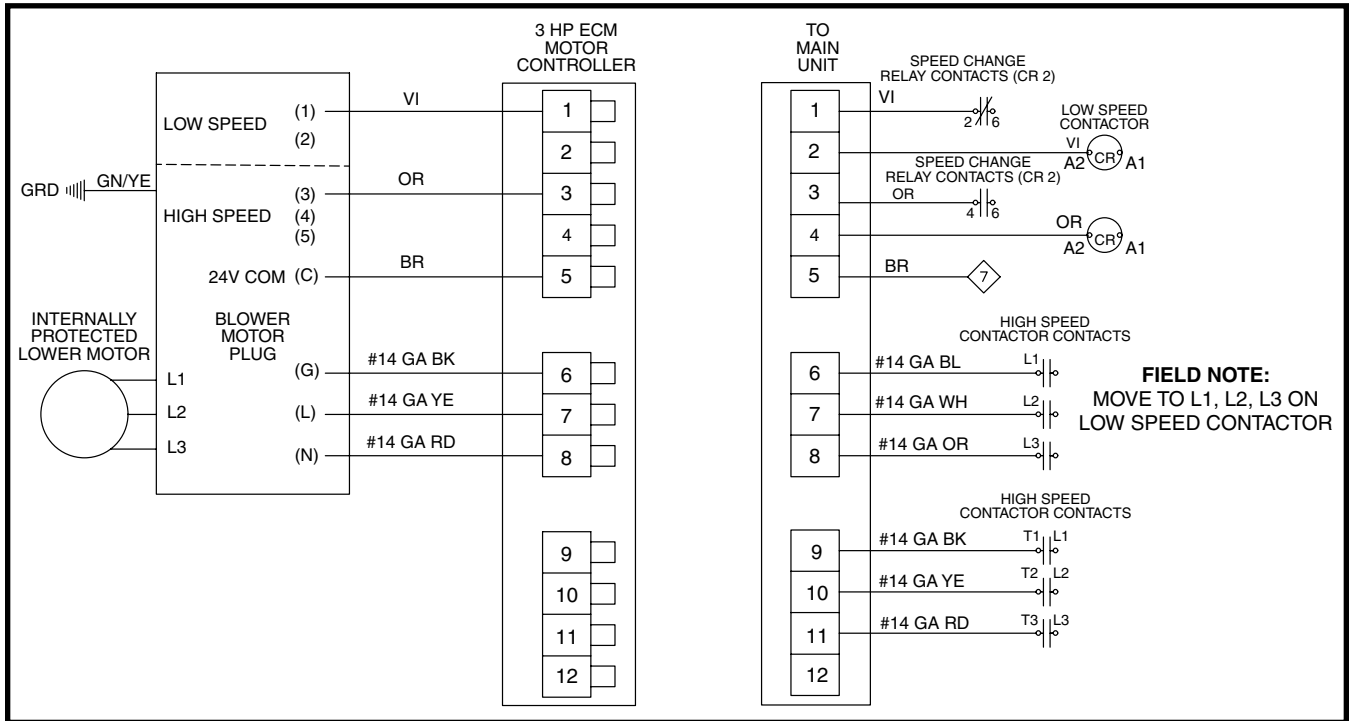 3 HP ECM
MOTOR
CONTROLLER
TO
MAIN
UNIT
LOW SPEED
(1)
(2)
VI
GRD
GN/YE
HIGH SPEED
(3)
(4)
(5)
OR
24V COM
(C)
BR
INTERNALLY
PROTECTED
LOWER MOTOR
BLOWER
MOTOR
PLUG
L1
L2
L3
(G)
(L)
(N)
#14 GA BK
#14 GA YE
#14 GA RD
1
2
3
4
5
6
7
8
9
10
11
12
1
2
3
4
5
6
7
8
9
10
11
12
SPEED CHANGE
RELAY CONTACTS (CR 2)
VI
2 6
LOW SPEED
CONTACTOR
VI
A2 CR A1
SPEED CHANGE
RELAY CONTACTS (CR 2)
OR
4 6
OR
A2 CR A1
BR
7
HIGH SPEED
CONTACTOR CONTACTS
#14 GA BL
L1
#14 GA WH
L2
#14 GA OR
L3
FIELD NOTE:
MOVE TO L1, L2, L3 ON
LOW SPEED CONTACTOR
HIGH SPEED
CONTACTOR CONTACTS
#14 GA BK
T1 L1
#14 GA YE
T2 L2
#14 GA RD
T3 L3